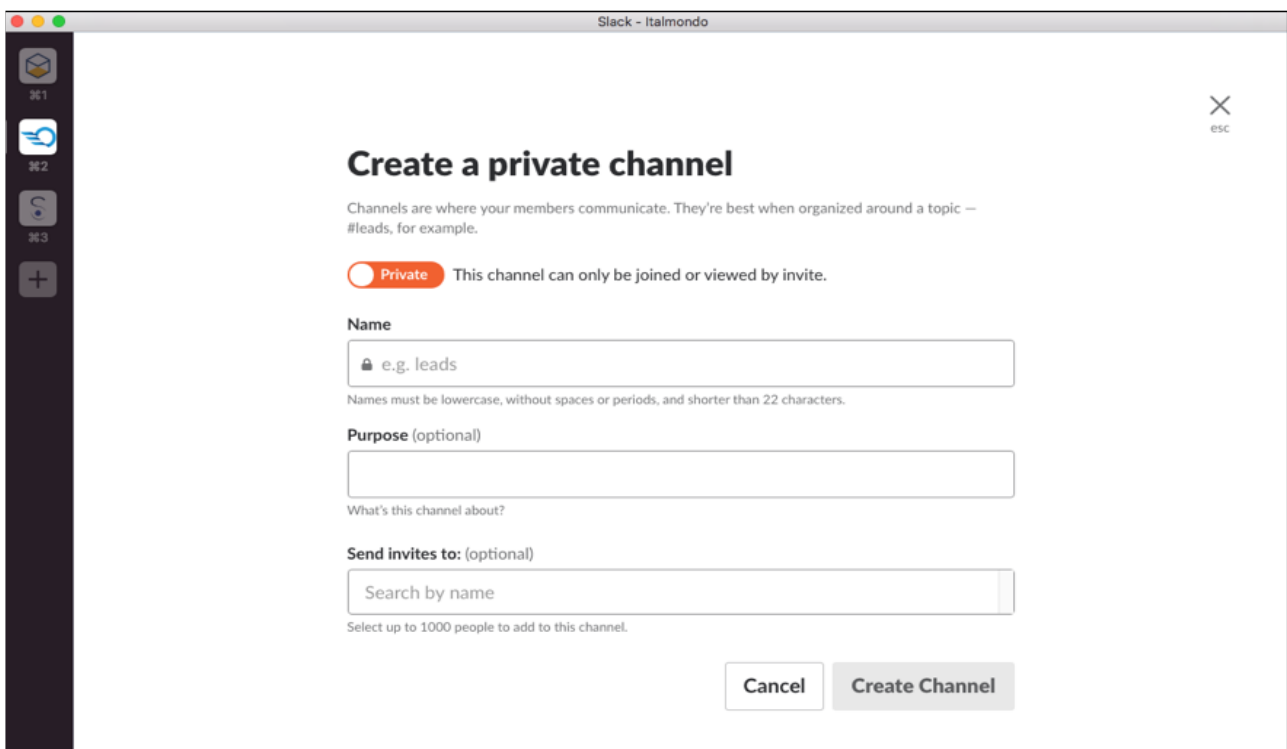 Slack - Italmondo
⌘1
⌘2
⌘3
esc
Create a private channel
Channels are where your members communicate. They're best when organized around a topic —
#leads, for example.
Private This channel can only be joined or viewed by invite.
Name
e.g. leads
Names must be lowercase, without spaces or periods, and shorter than 22 characters.
Purpose (optional)
What's this channel about?
Send invites to: (optional)
Search by name
Select up to 1000 people to add to this channel.
Cancel Create Channel